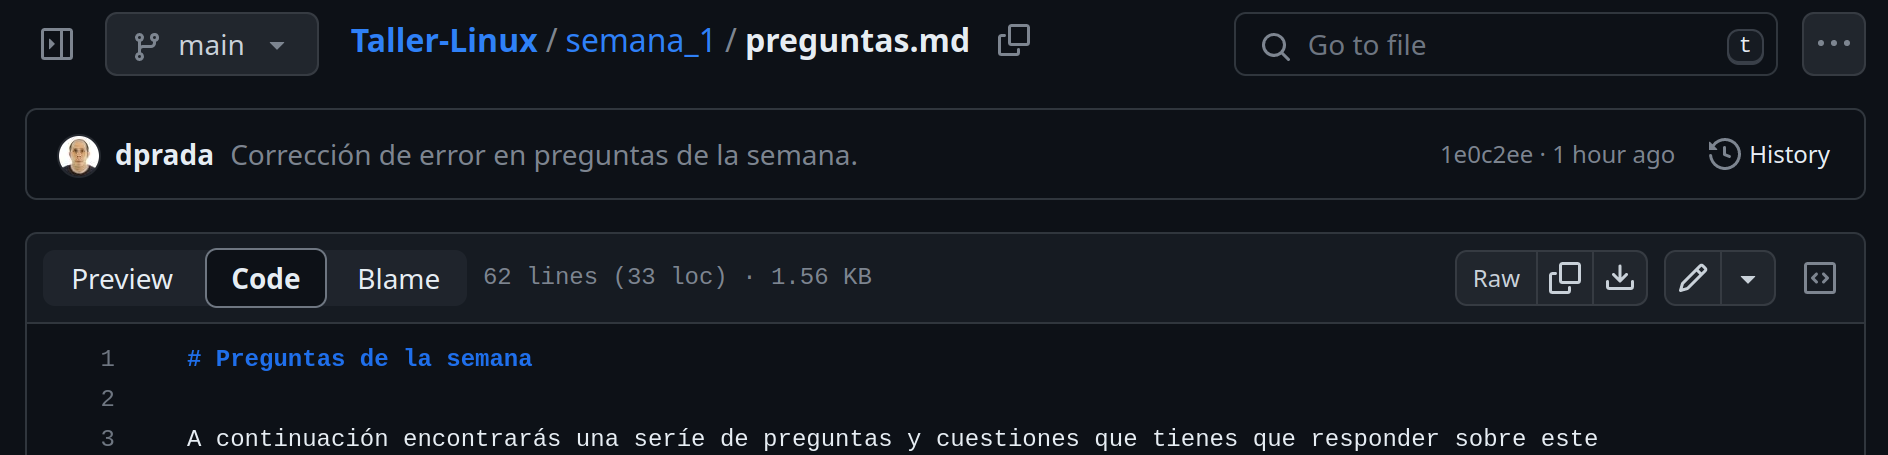 main Taller-Linux / semana_1 / preguntas.md Go to file t
dprada Corrección de error en preguntas de la semana. 1e0c2ee · 1 hour ago History
Preview Code Blame 62 lines (33 loc) · 1.56 KB Raw
1 # Preguntas de la semana
2
3 A continuación encontrarás una seríe de preguntas y cuestiones que tienes que responder sobre este